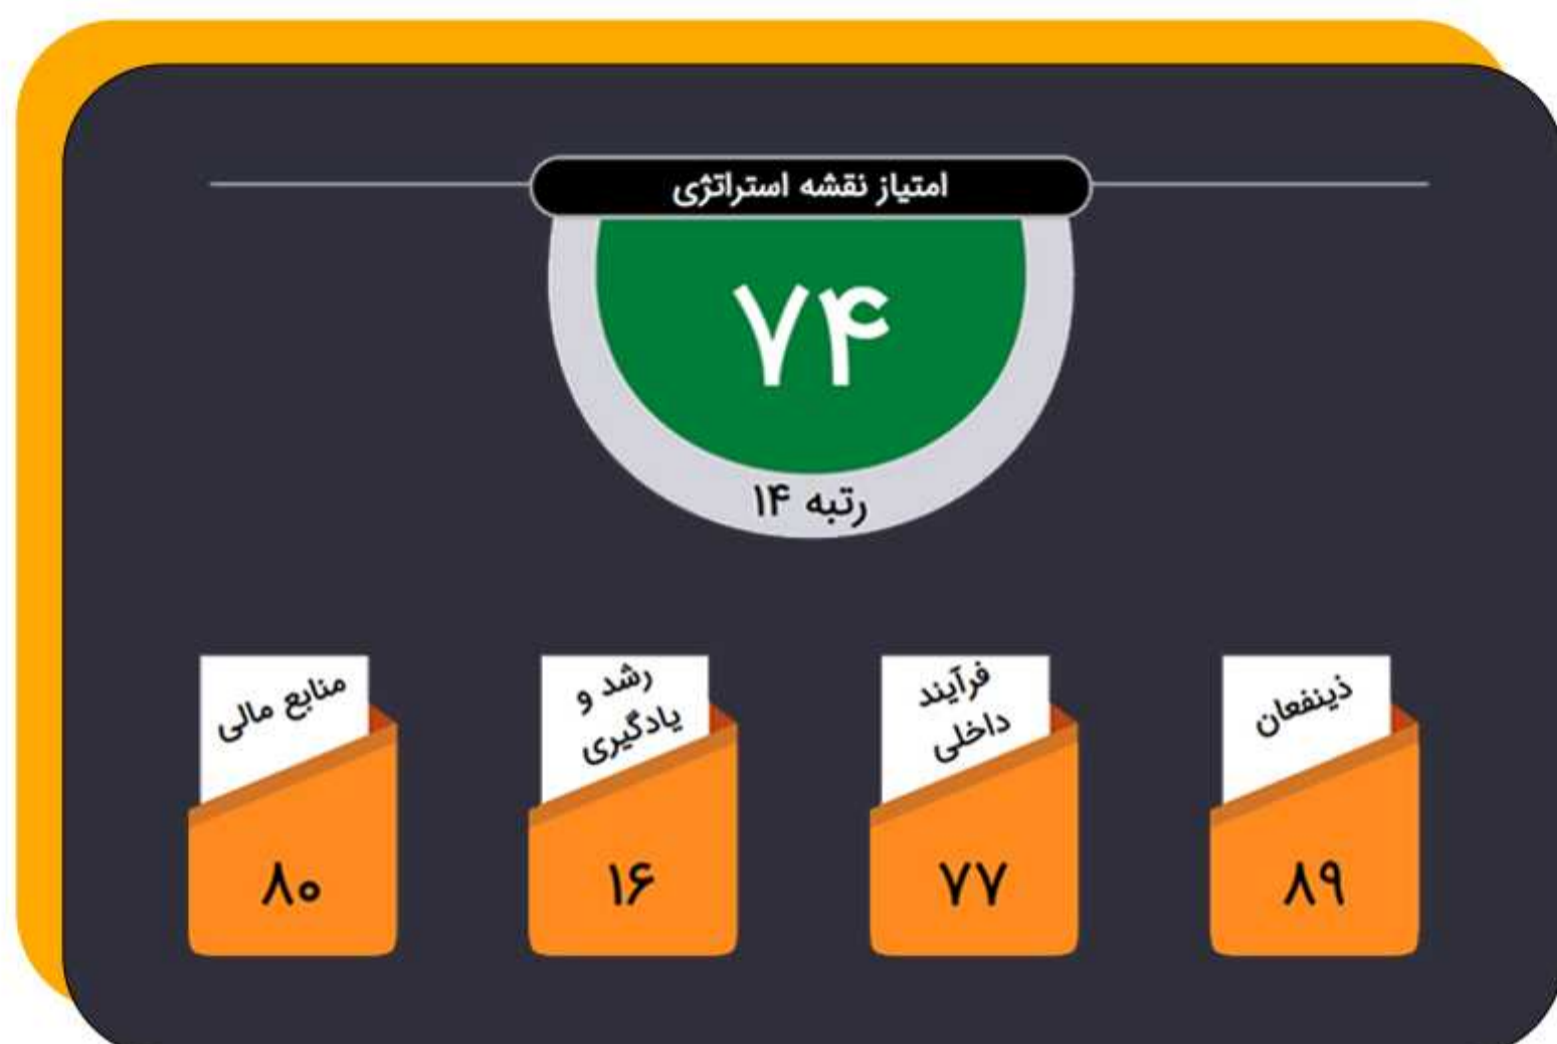 امتیاز نقشه استراتژی
۷۴
رتبه ۱۴
ذینفعان
۸۹
فرآیند
داخلی
۷۷
رشد و
یادگیری
۱۶
منابع مالی
۸۰